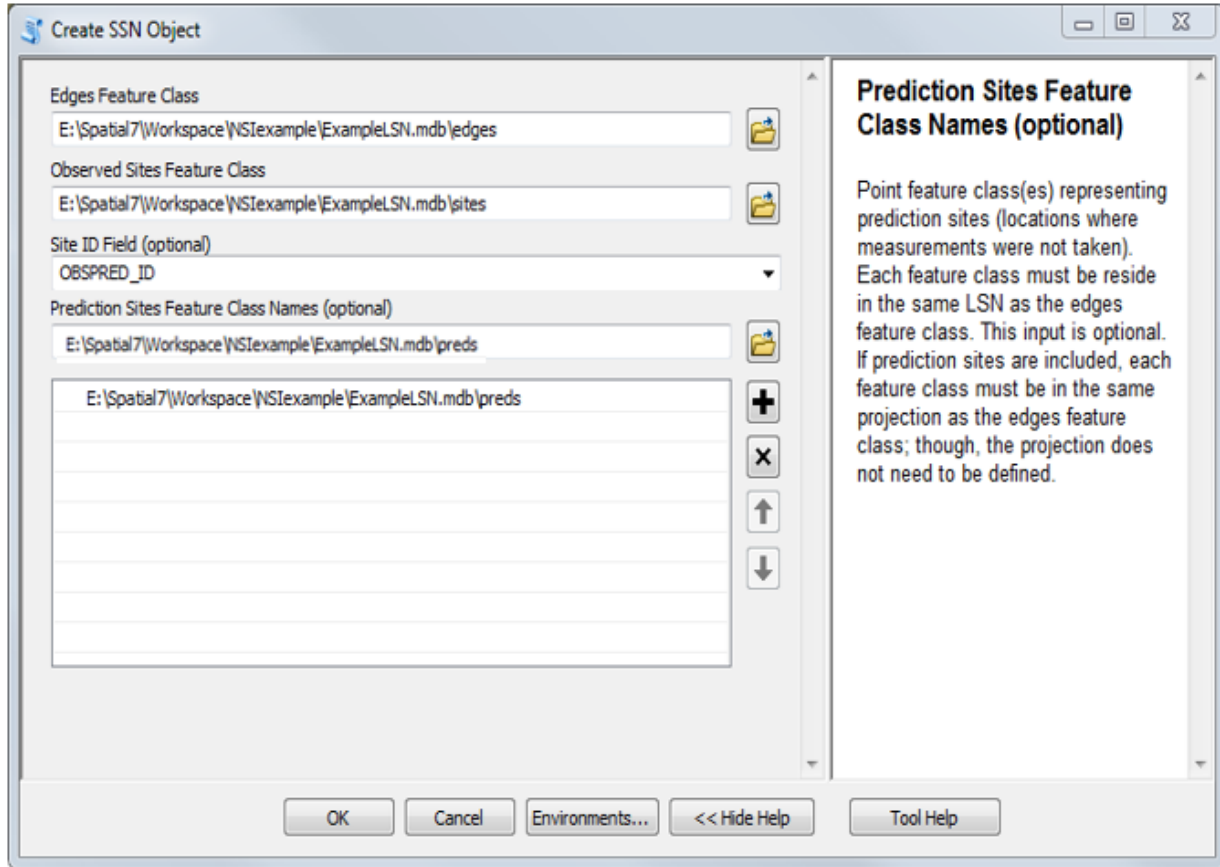 Create SSN Object
Edges Feature Class
E:\Spatial7\Workspace\NSIexample\ExampleLSN.mdb\edges
Observed Sites Feature Class
E:\Spatial7\Workspace\NSIexample\ExampleLSN.mdb\sites
Site ID Field (optional)
OBSPRED_ID
Prediction Sites Feature Class Names (optional)
E:\Spatial7\Workspace\NSIexample\ExampleLSN.mdb\preds
E:\Spatial7\Workspace\NSIexample\ExampleLSN.mdb\preds
Prediction Sites Feature
Class Names (optional)
Point feature class(es) representing
prediction sites (locations where
measurements were not taken).
Each feature class must be reside
in the same LSN as the edges
feature class. This input is optional.
If prediction sites are included, each
feature class must be in the same
projection as the edges feature
class; though, the projection does
not need to be defined.
OK
Cancel
Environments...
<< Hide Help
Tool Help